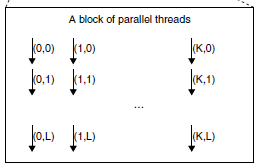 A block of parallel threads
(0,0) (1,0) (K,0)
(0,1) (1,1) (K,1)
...
(0,L) (1,L) (K,L)